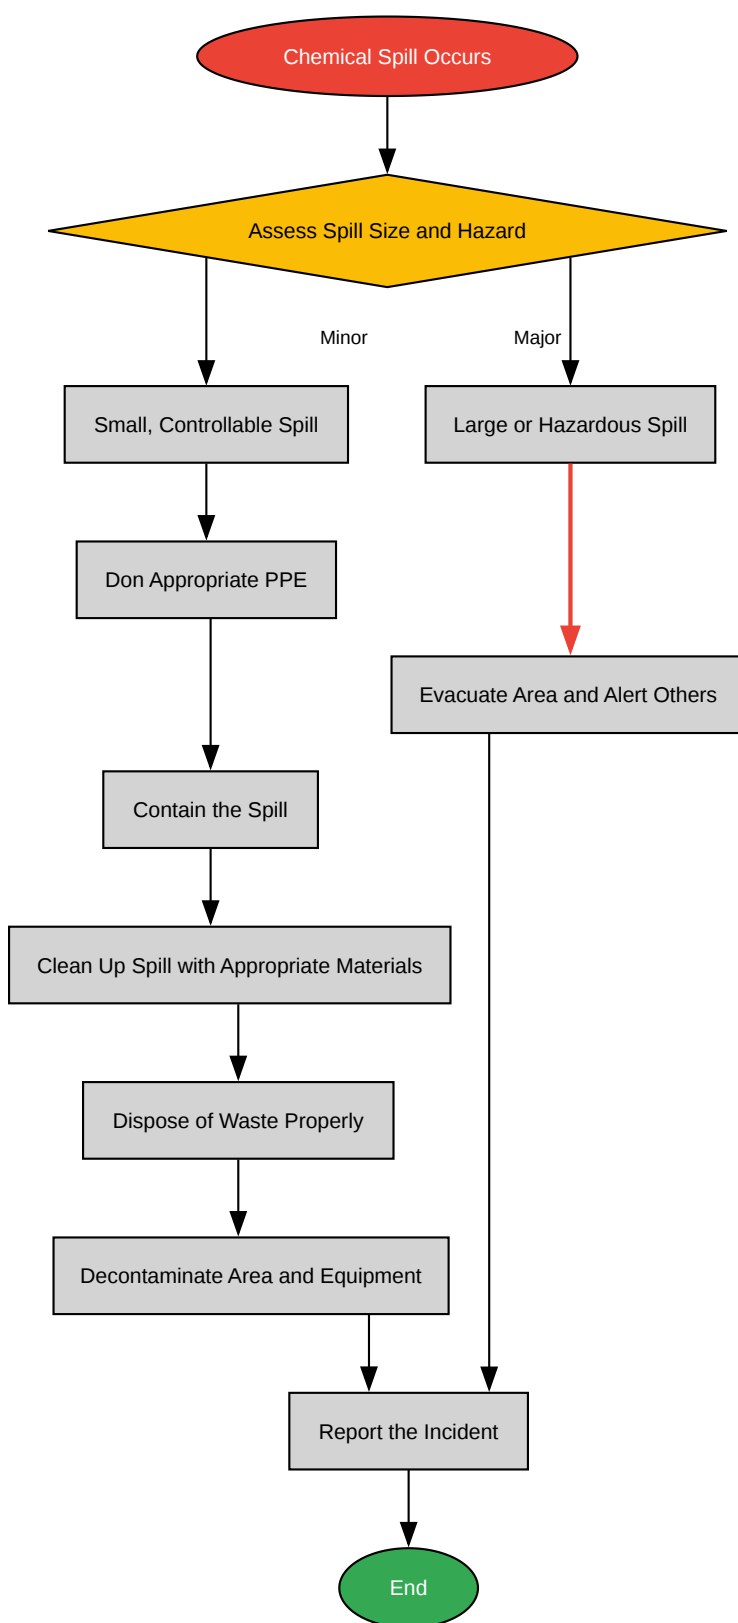 Chemical Spill Occurs
Assess Spill Size and Hazard
Minor
Major
Small, Controllable Spill
Large or Hazardous Spill
Don Appropriate PPE
Evacuate Area and Alert Others
Contain the Spill
Clean Up Spill with Appropriate Materials
Dispose of Waste Properly
Decontaminate Area and Equipment
Report the Incident
End